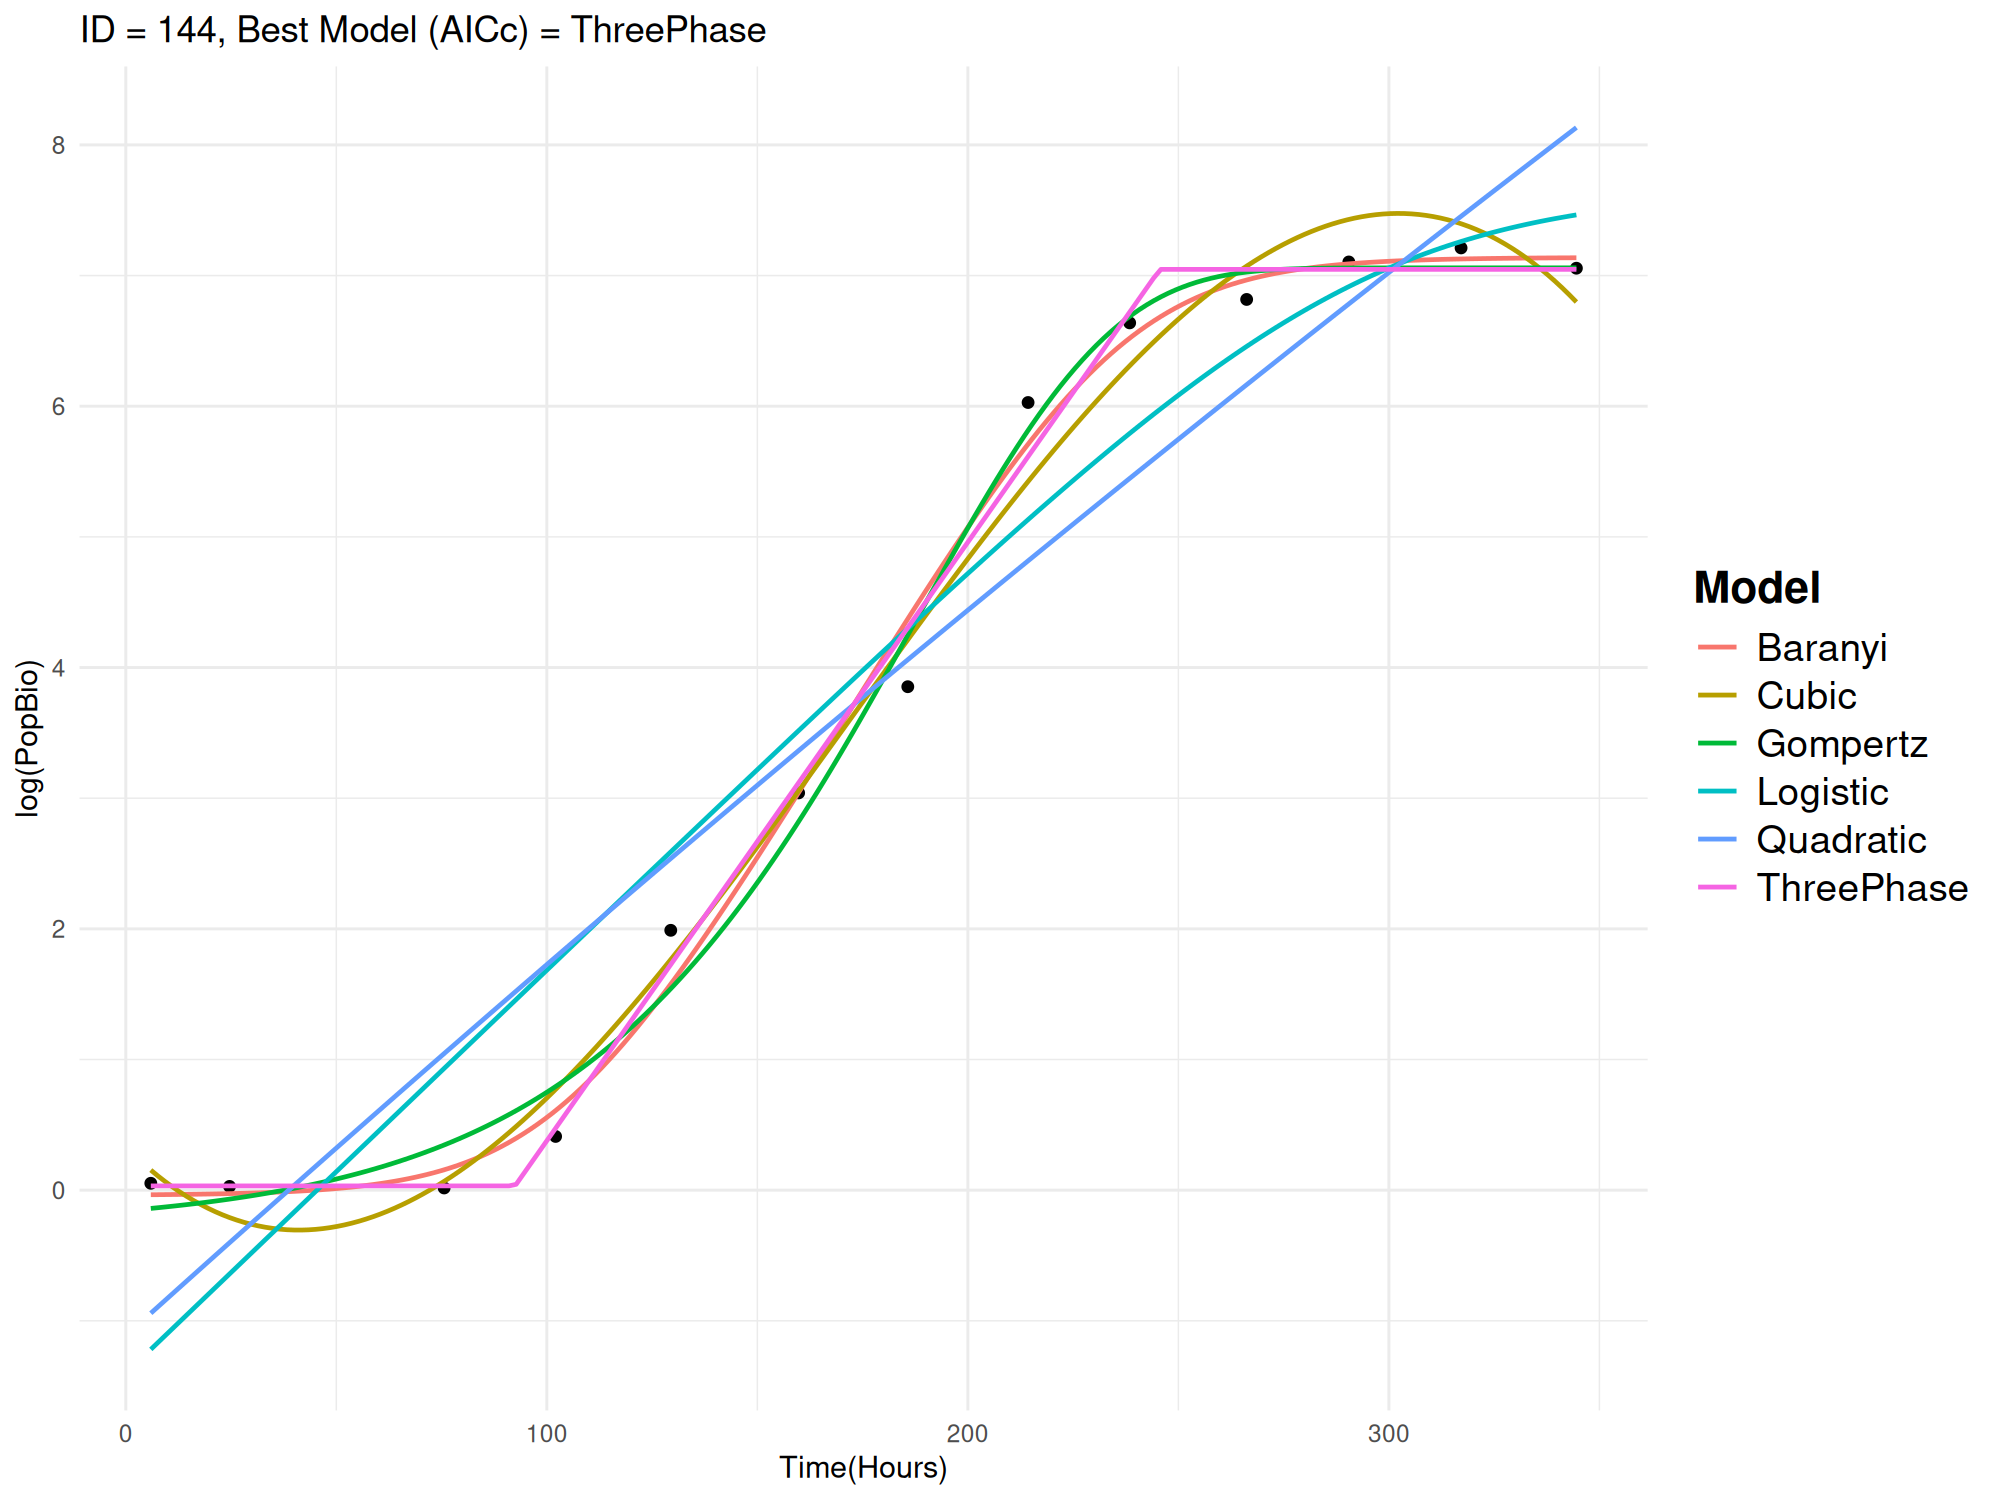 ID = 144, Best Model (AICc) = ThreePhase
8
6
4
2
0
log(PopBio)
0
100
200
300
Time(Hours)
Model
Baranyi
Cubic
Gompertz
Logistic
Quadratic
ThreePhase